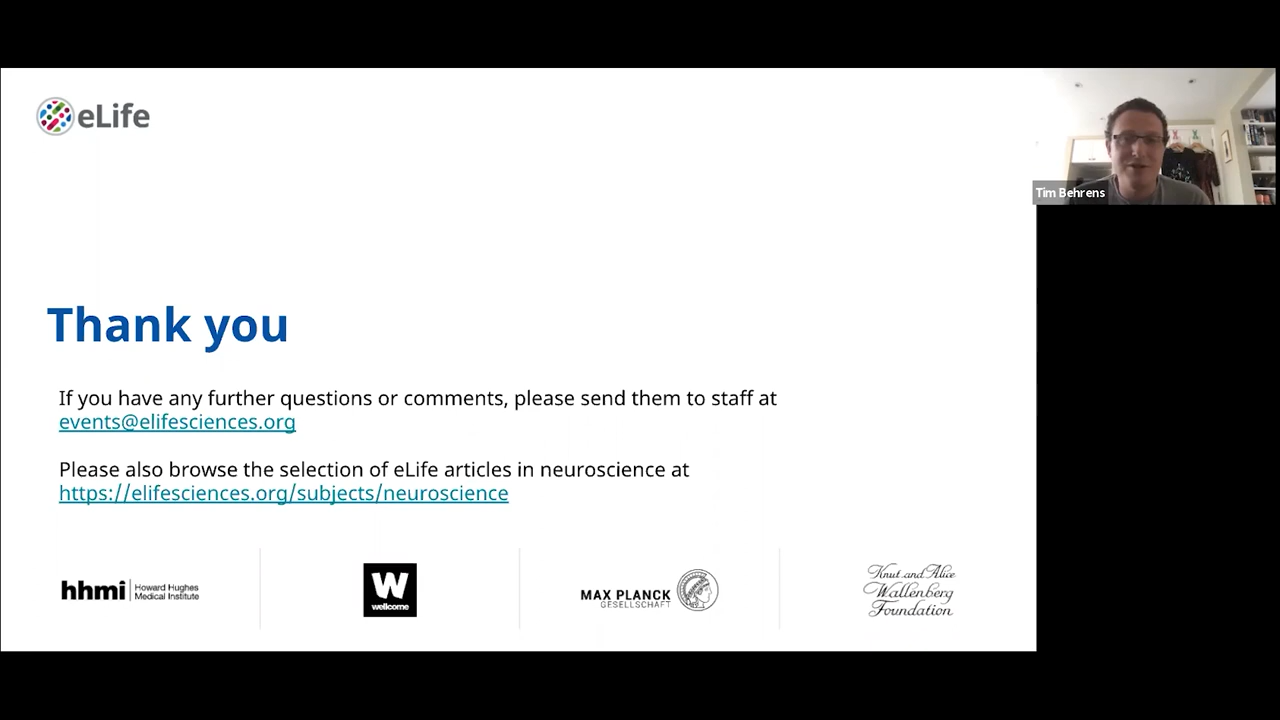 eLife
Tim Behrens
Thank you
If you have any further questions or comments, please send them to staff at
events@elifesciences.org
Please also browse the selection of eLife articles in neuroscience at
https://elifesciences.org/subjects/neuroscience
hhmi Howard Hughes
Medical Institute
W
wellcome
MAX PLANCK
GESELLSCHAFT
Knut and Alice
Wallenberg
Foundation